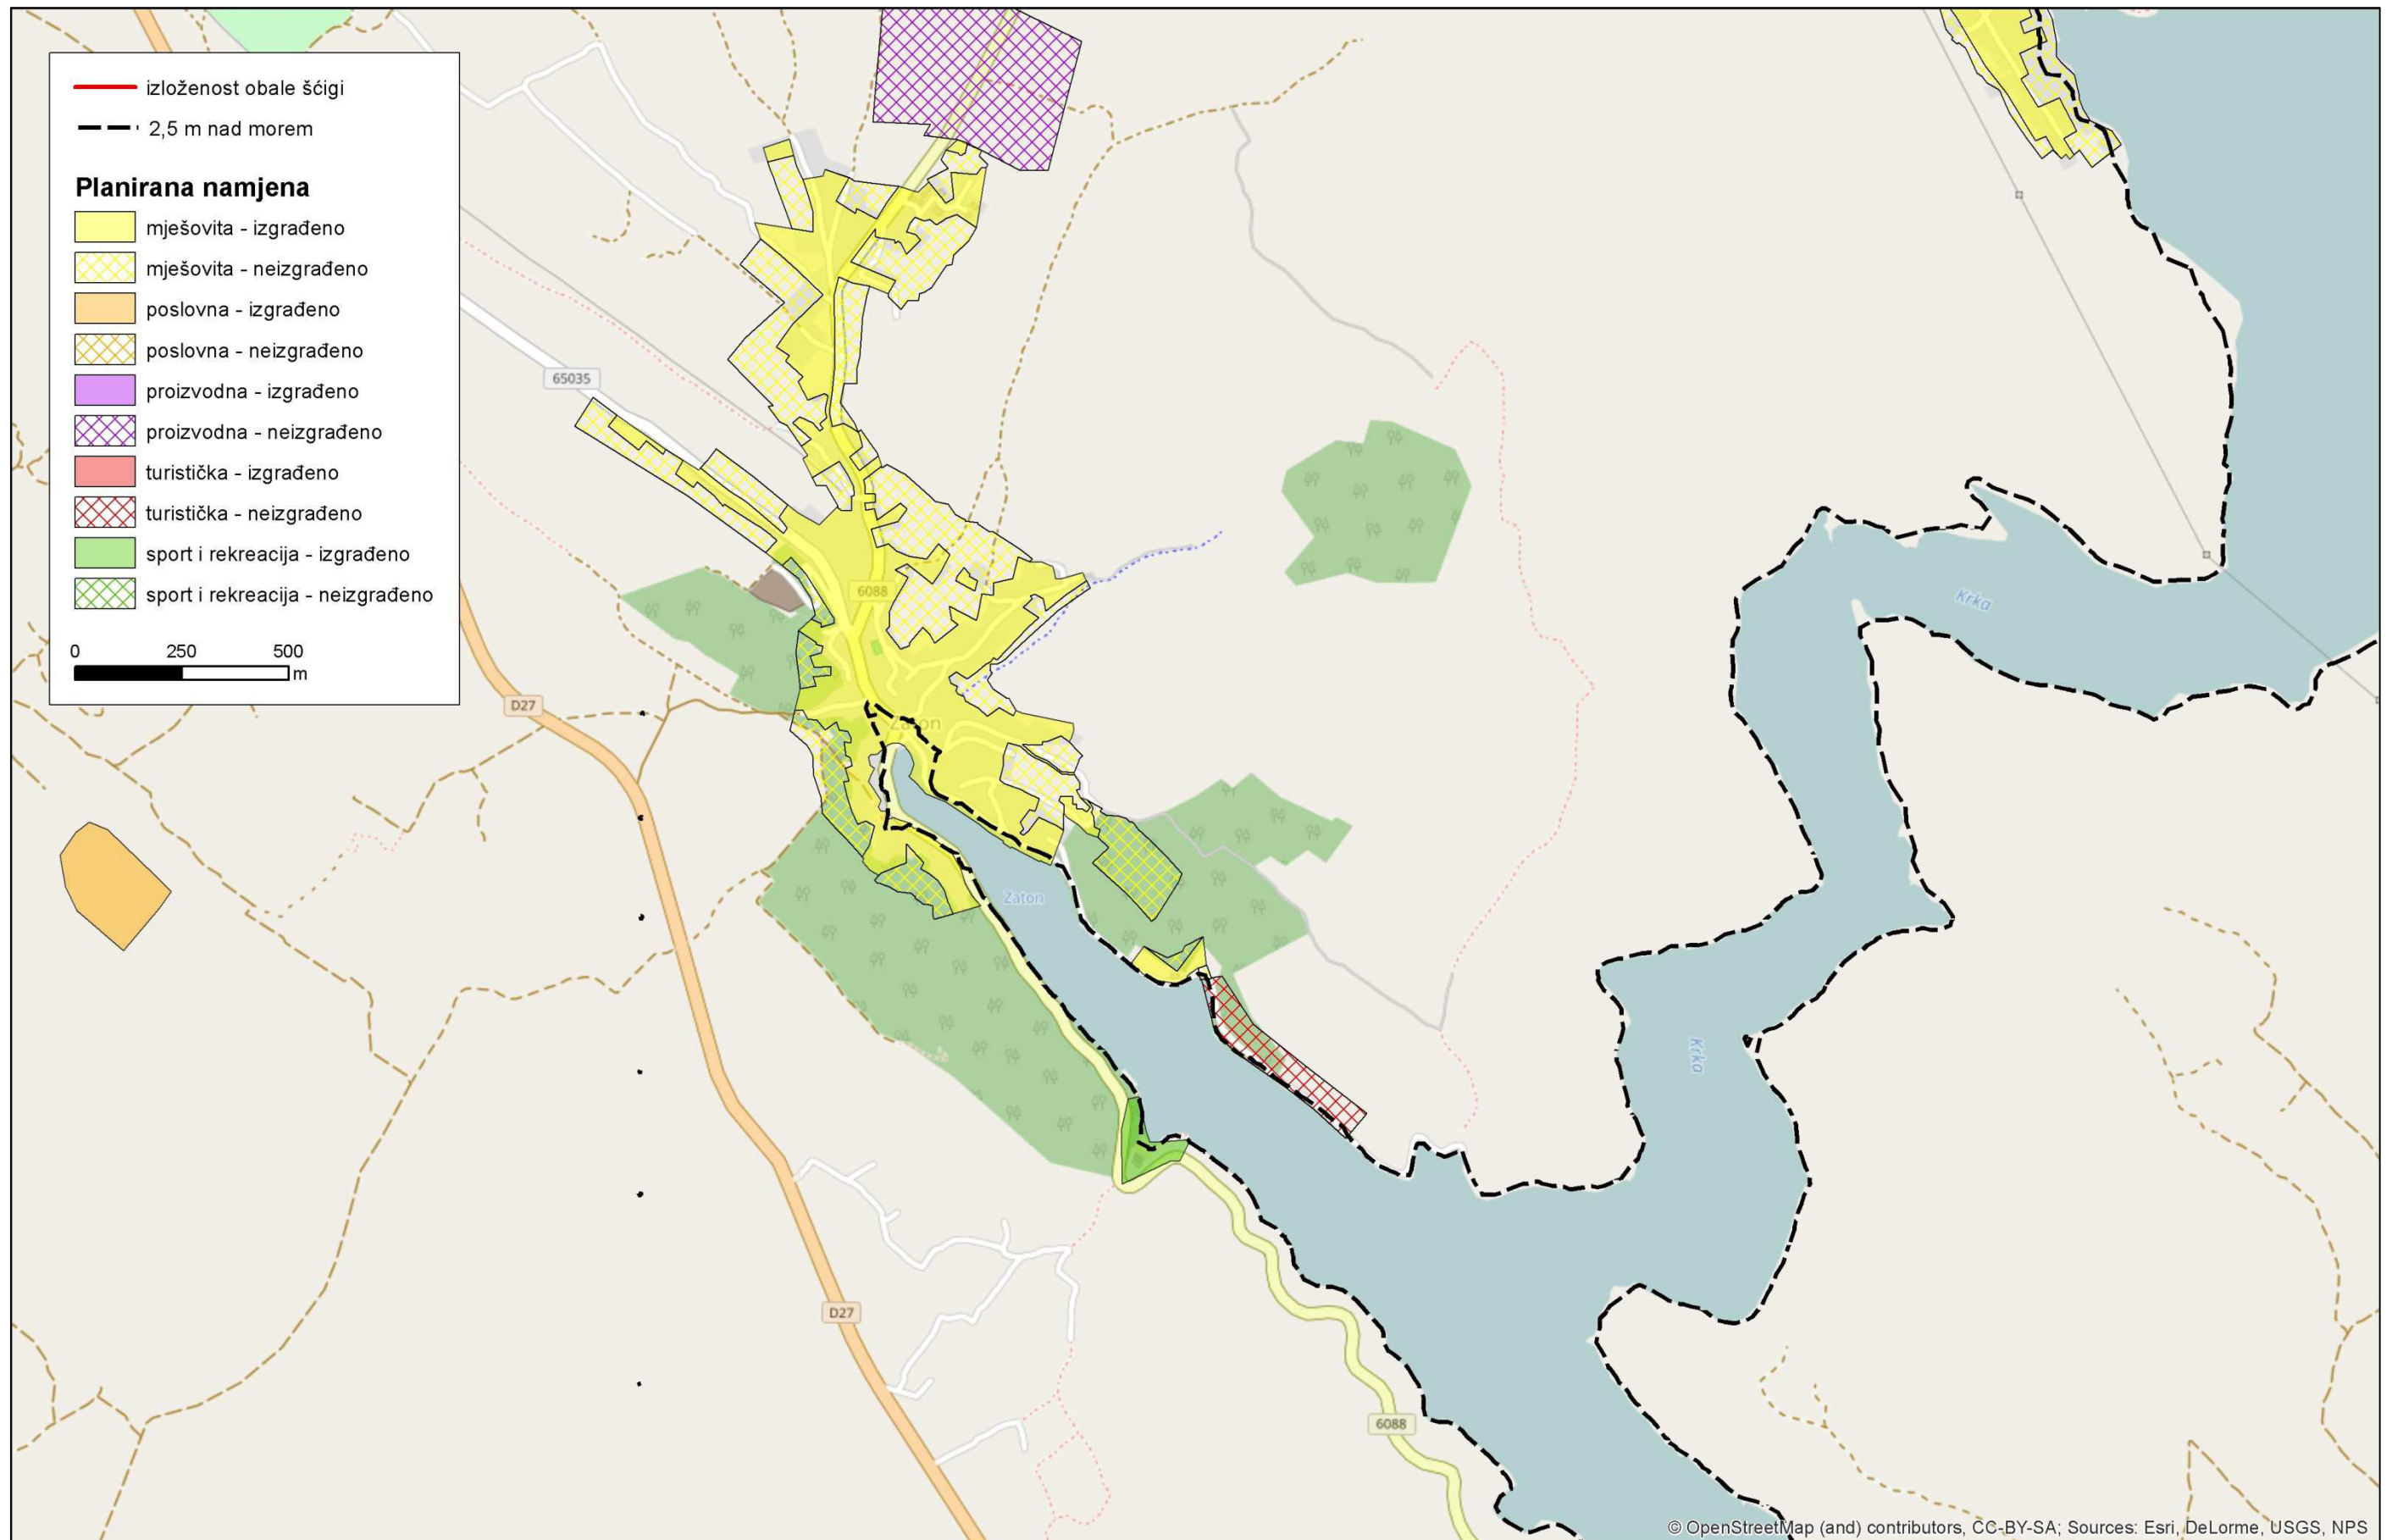 izloženost obale šćigi
2,5 m nad morem
Planirana namjena
mješovita - izgrađeno
mješovita - neizgrađeno
poslovna - izgrađeno
poslovna - neizgrađeno
proizvodna - izgrađeno
proizvodna - neizgrađeno
turistička - izgrađeno
turistička - neizgrađeno
sport i rekreacija - izgrađeno
sport i rekreacija - neizgrađeno
0 250 500
m
65035
6088
Krka
D27
Zaton
Zaton
Krka
D27
6088
© OpenStreetMap (and) contributors, CC-BY-SA; Sources: Esri, DeLorme, USGS, NPS